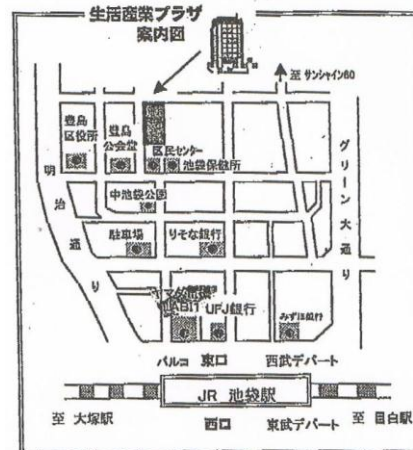 生活産業プラザ
案内図
至 サンシャイン60
豊島
区役所
豊島
公会堂
区民センター
池袋保健所
グリーン大通り
明治通り
中池袋公園
駐車場
りそな銀行
UFJ銀行
みずほ銀行
パルコ 東口 西武デパート
JR 池袋駅
至 大塚駅 西口 東武デパート 至 目白駅